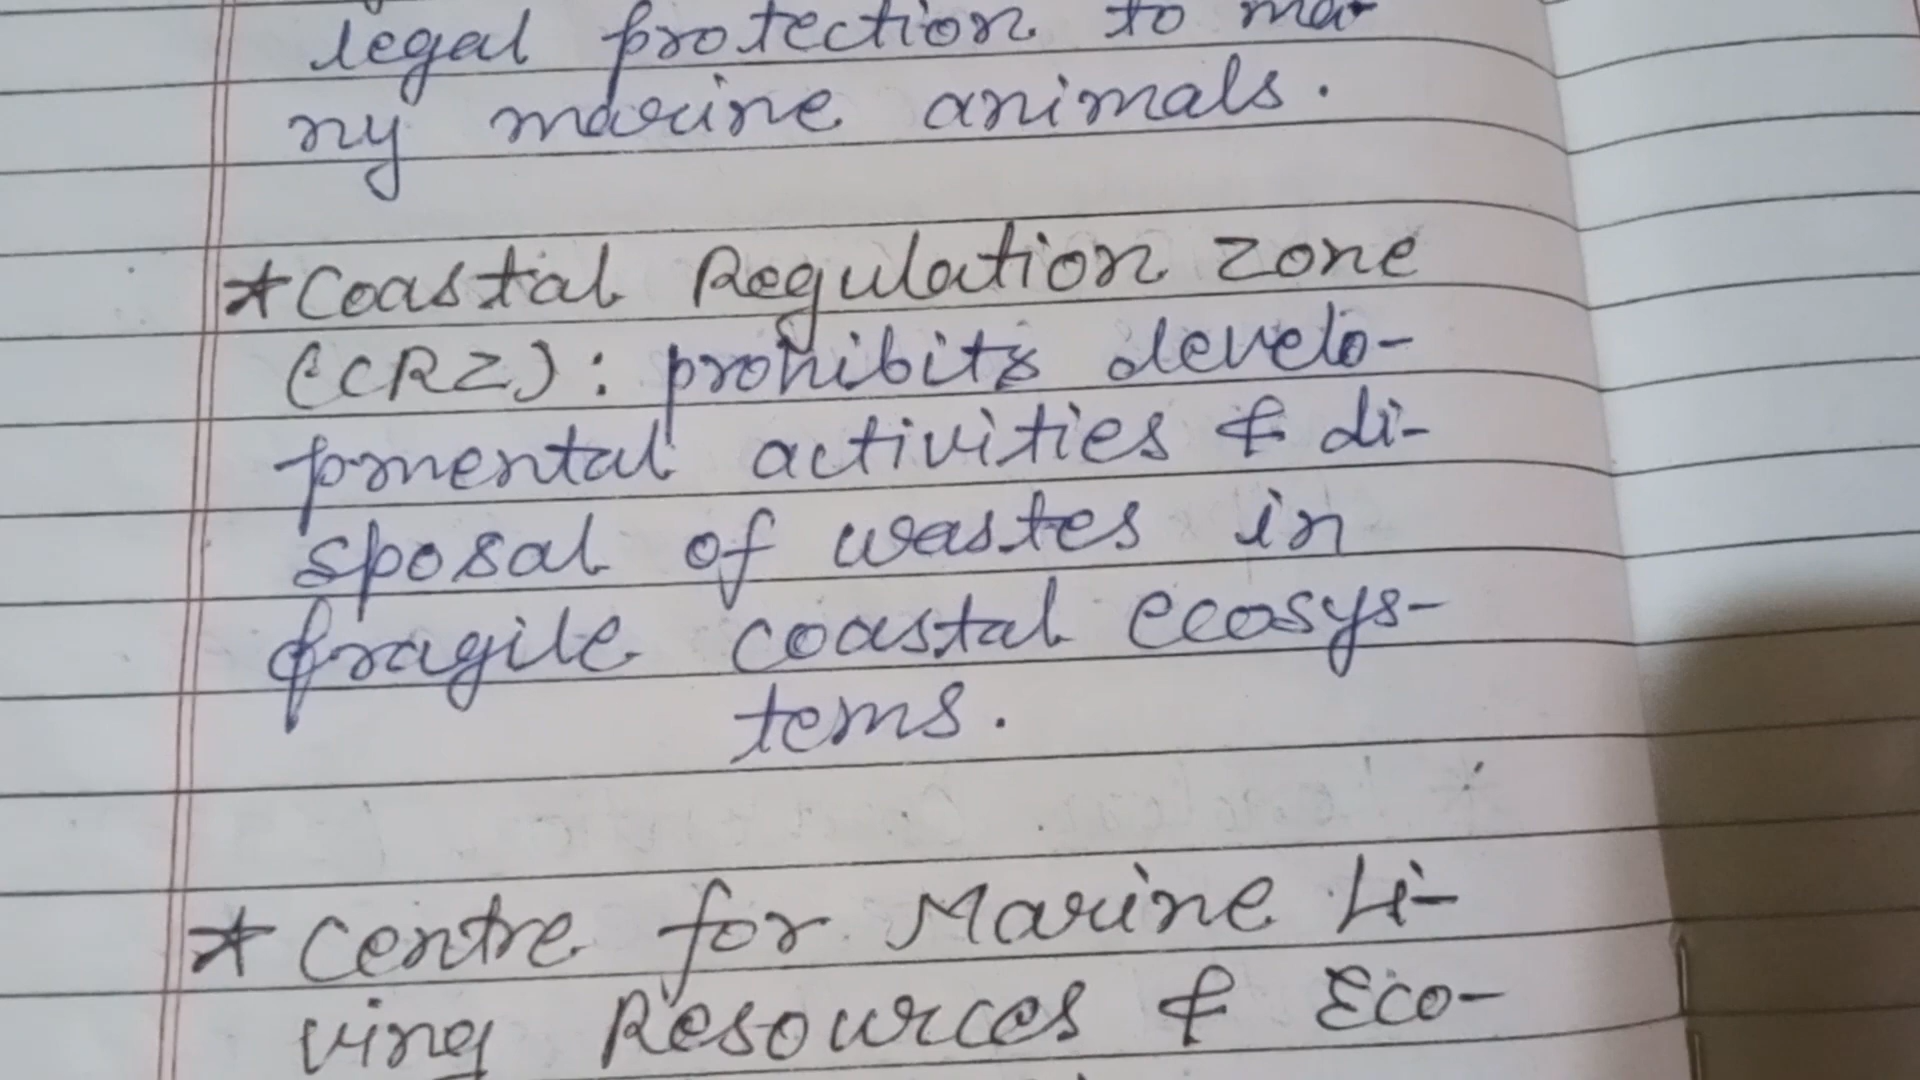 legal protection to ma-
ny marine animals.
*Coastal Regulation zone
(CRZ): prohibits develo-
pmental activities & di-
sposal of wastes in
fragile coastal ecosys-
tems.
* Centre for Marine Li-
ving Resources & Eco-